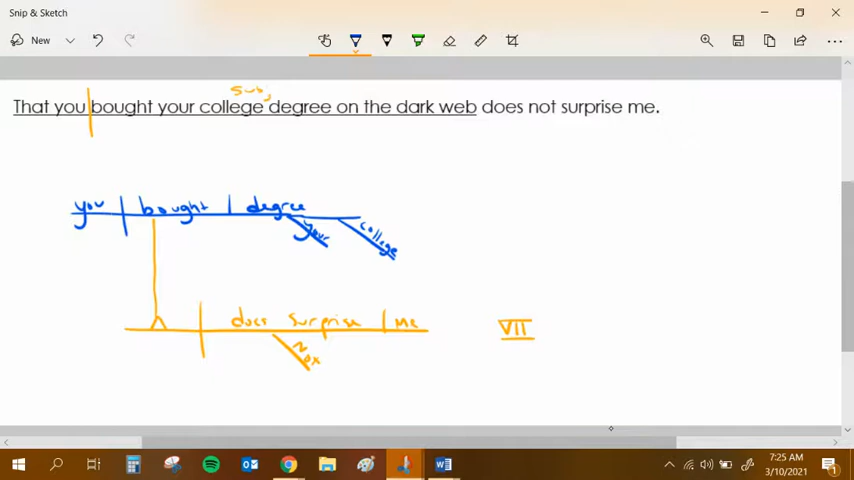 Snip & Sketch
New
subj
That you bought your college degree on the dark web does not surprise me.
you bought degree
your
college
does surprise me
VII
not
7:25 AM
3/10/2021